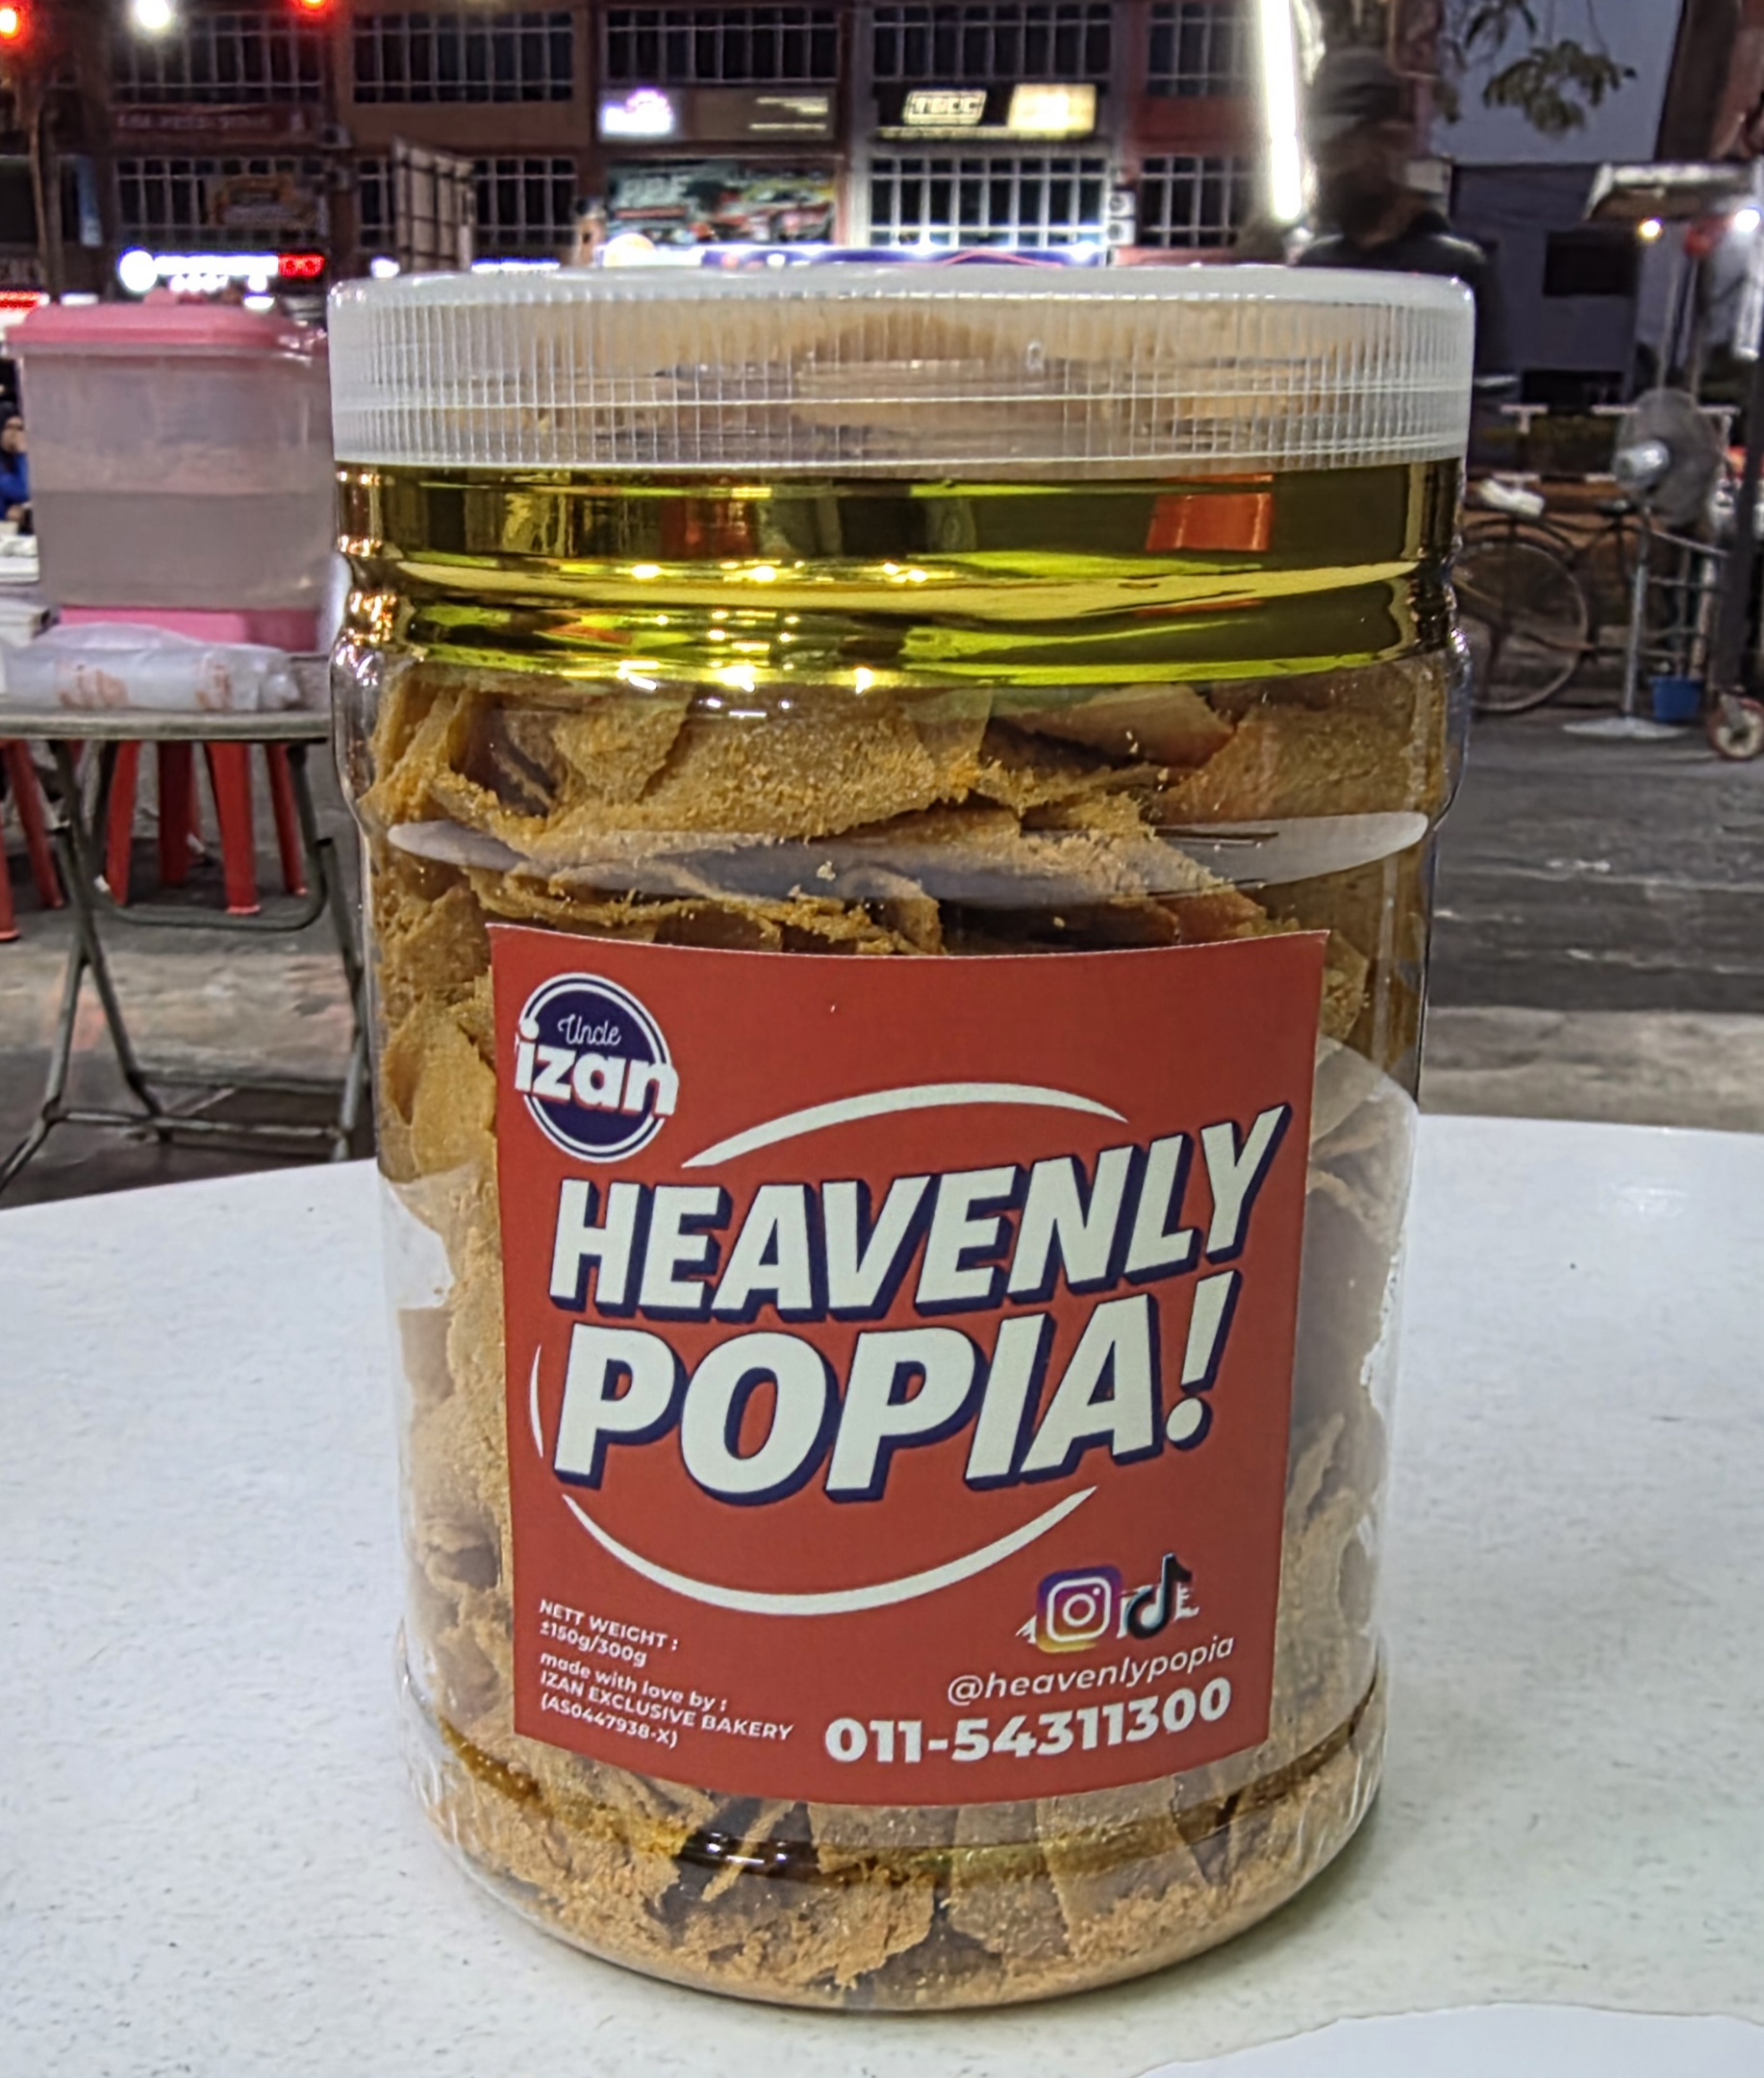 Uncle
izan
HEAVENLY
POPIA!
NETT WEIGHT :
±150g/300g
made with love by :
IZAN EXCLUSIVE BAKERY
(AS0447938-X)
@heavenlypopia
011-54311300